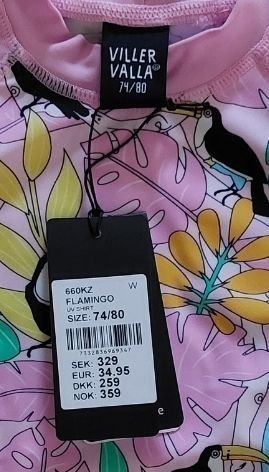 VILLER
VALLA®
74/80
660KZ W
FLAMINGO
UV SHIRT
SIZE: 74/80
7332836969347
SEK: 329
EUR: 34.95
DKK: 259
NOK: 359
e